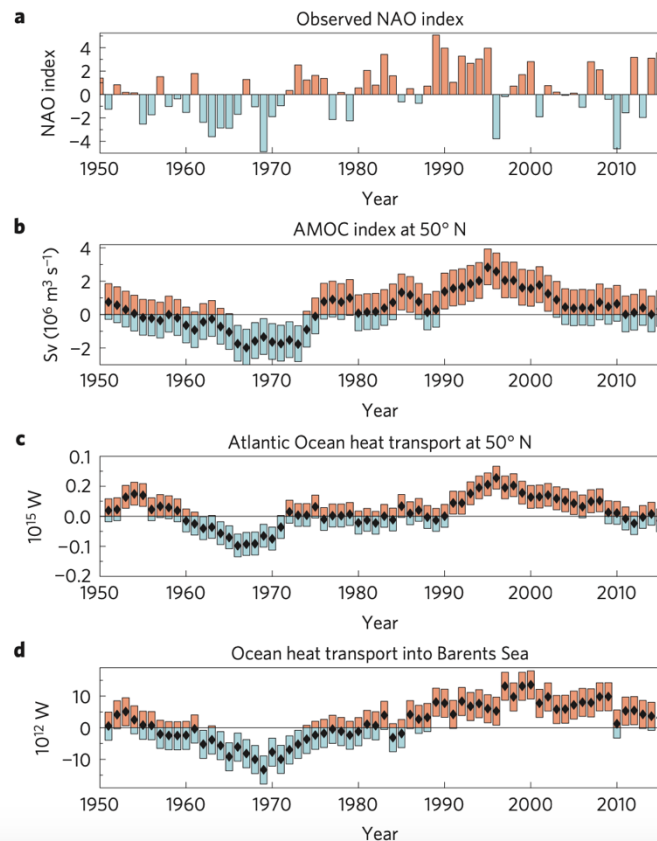 a
Observed NAO index
NAO index
4
2
0
−2
−4
1950 1960 1970 1980 1990 2000 2010
Year
b
AMOC index at 50° N
Sv (10⁶ m³ s⁻¹)
4
2
0
−2
1950 1960 1970 1980 1990 2000 2010
Year
c
Atlantic Ocean heat transport at 50° N
10¹⁵ W
0.1
0.2
0.0
−0.1
−0.2
1950 1960 1970 1980 1990 2000 2010
Year
d
Ocean heat transport into Barents Sea
10¹² W
10
0
−10
1950 1960 1970 1980 1990 2000 2010
Year